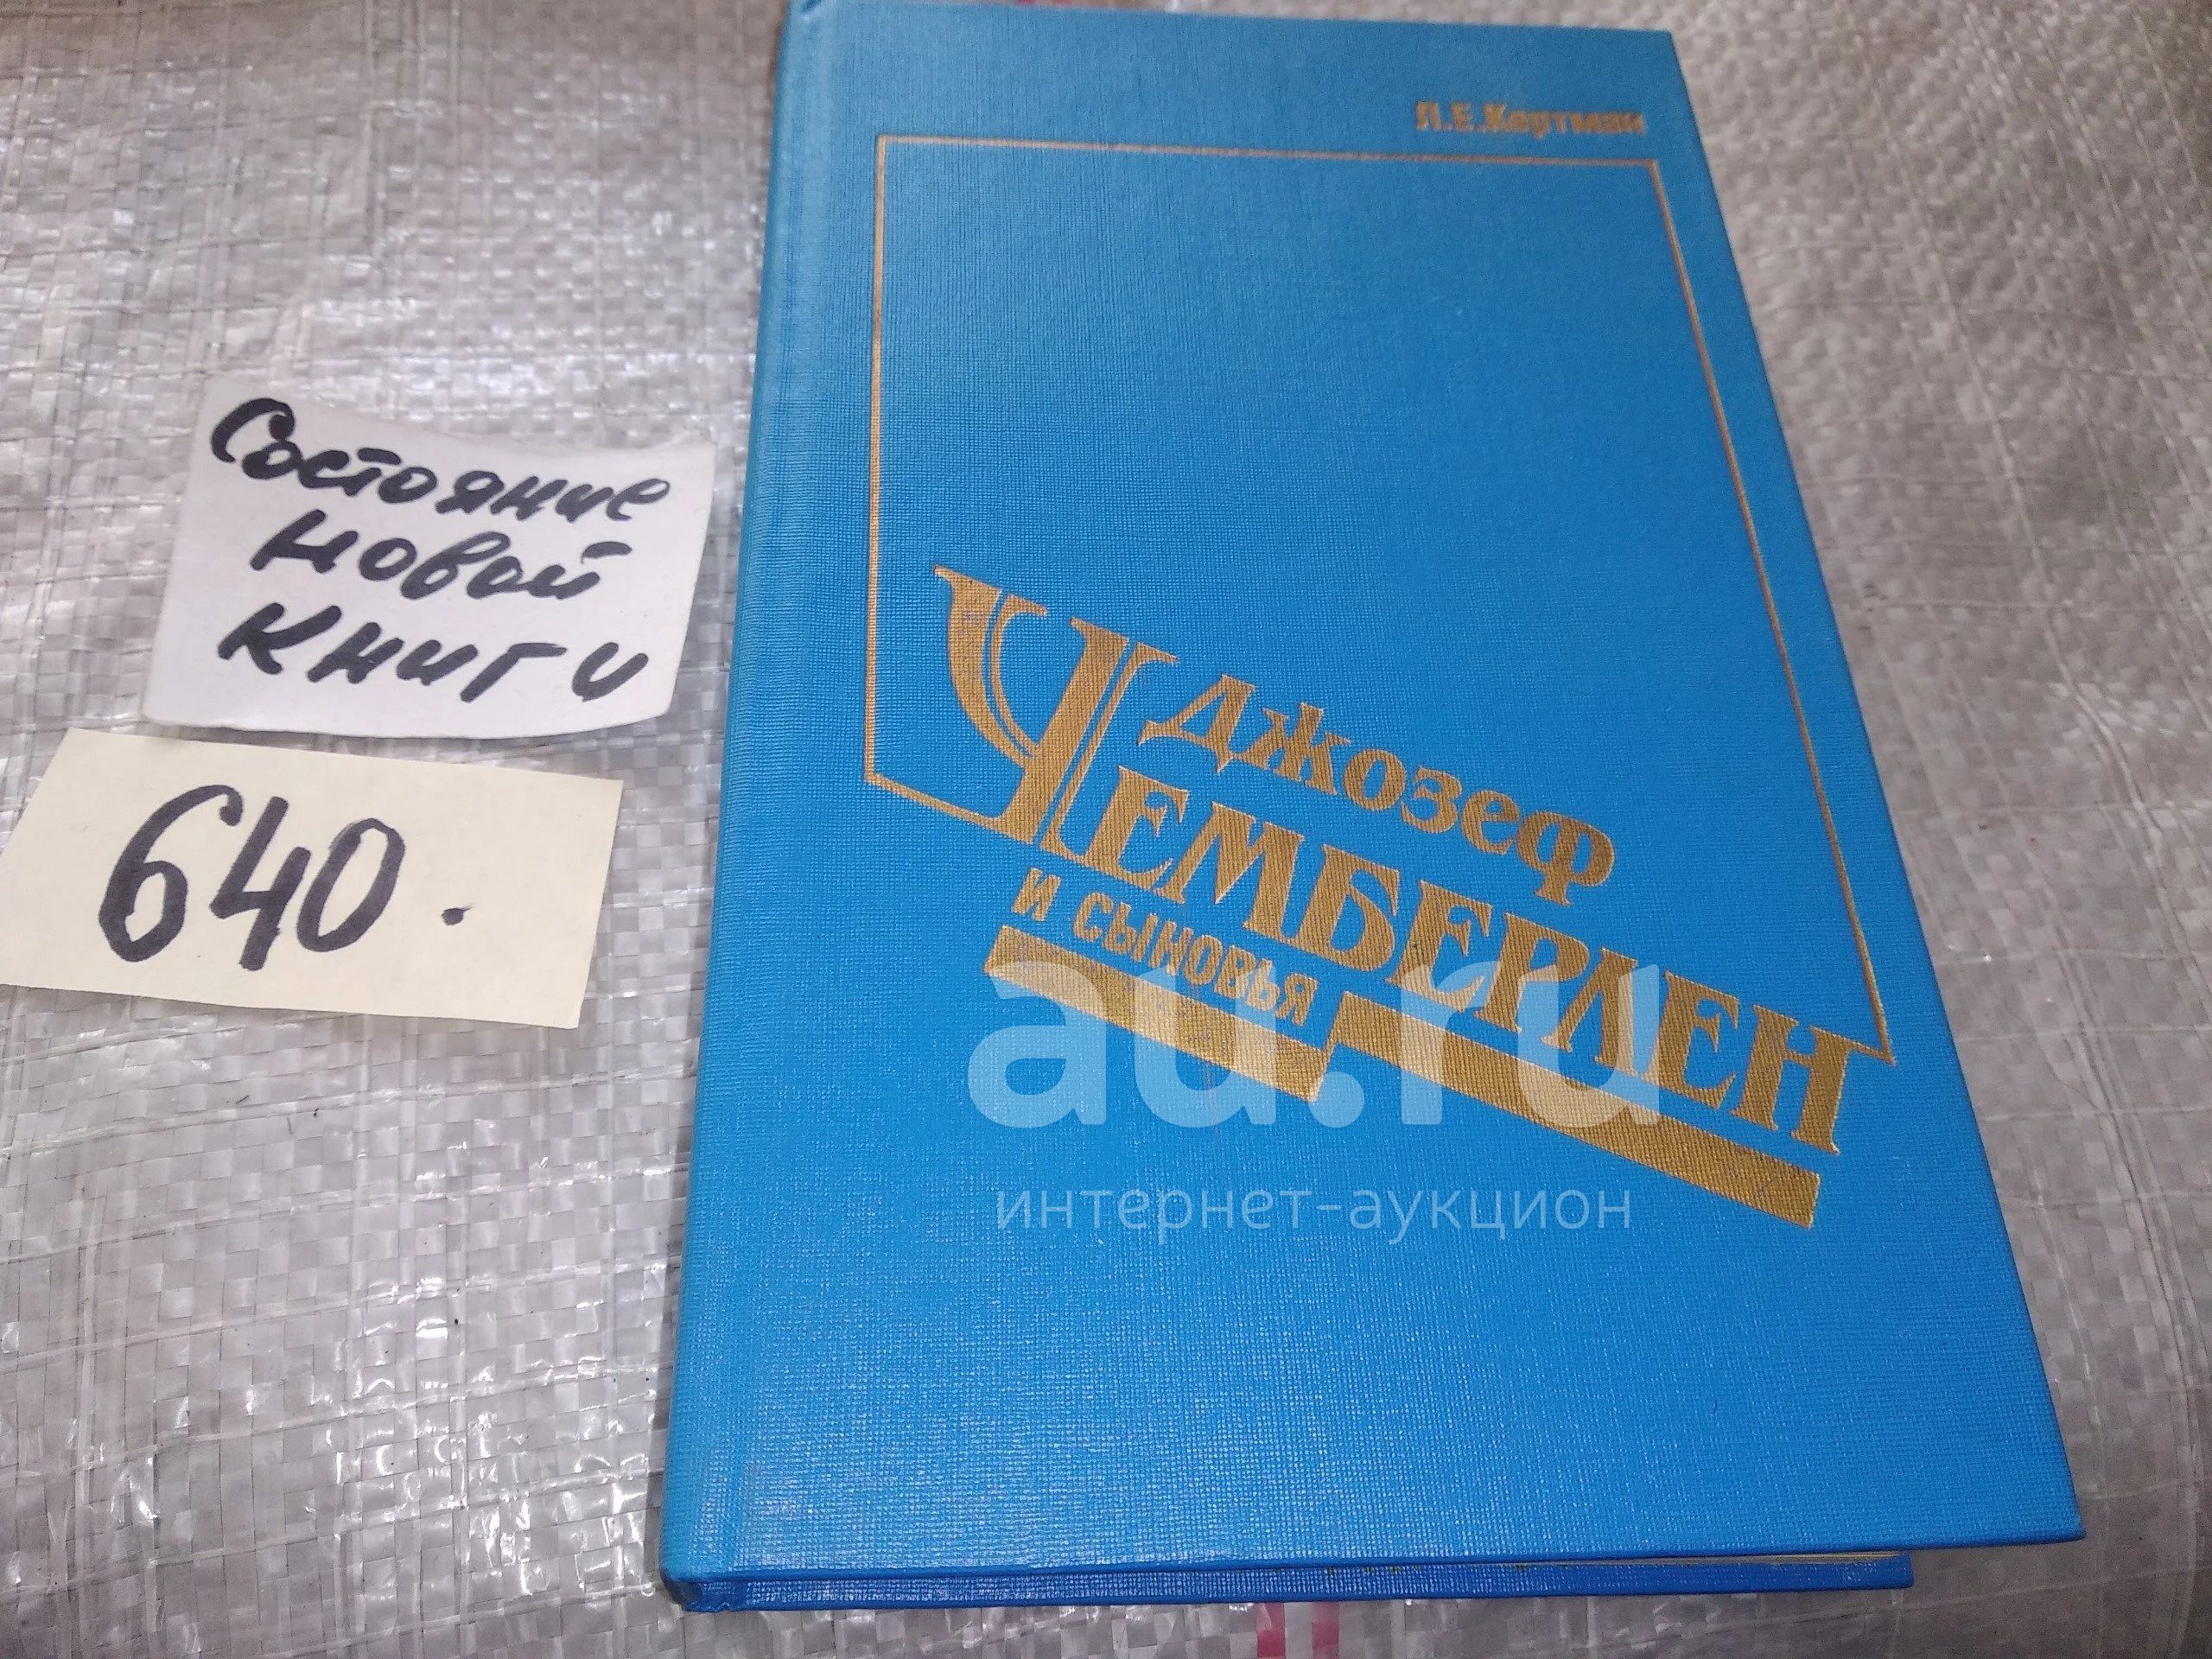 Л.Е.Кертман
Джозеф
ЧЕМБЕРЛЕН
И СЫНОВЬЯ
Состояние
новой
книги
640.
au.ru
интернет-аукцион